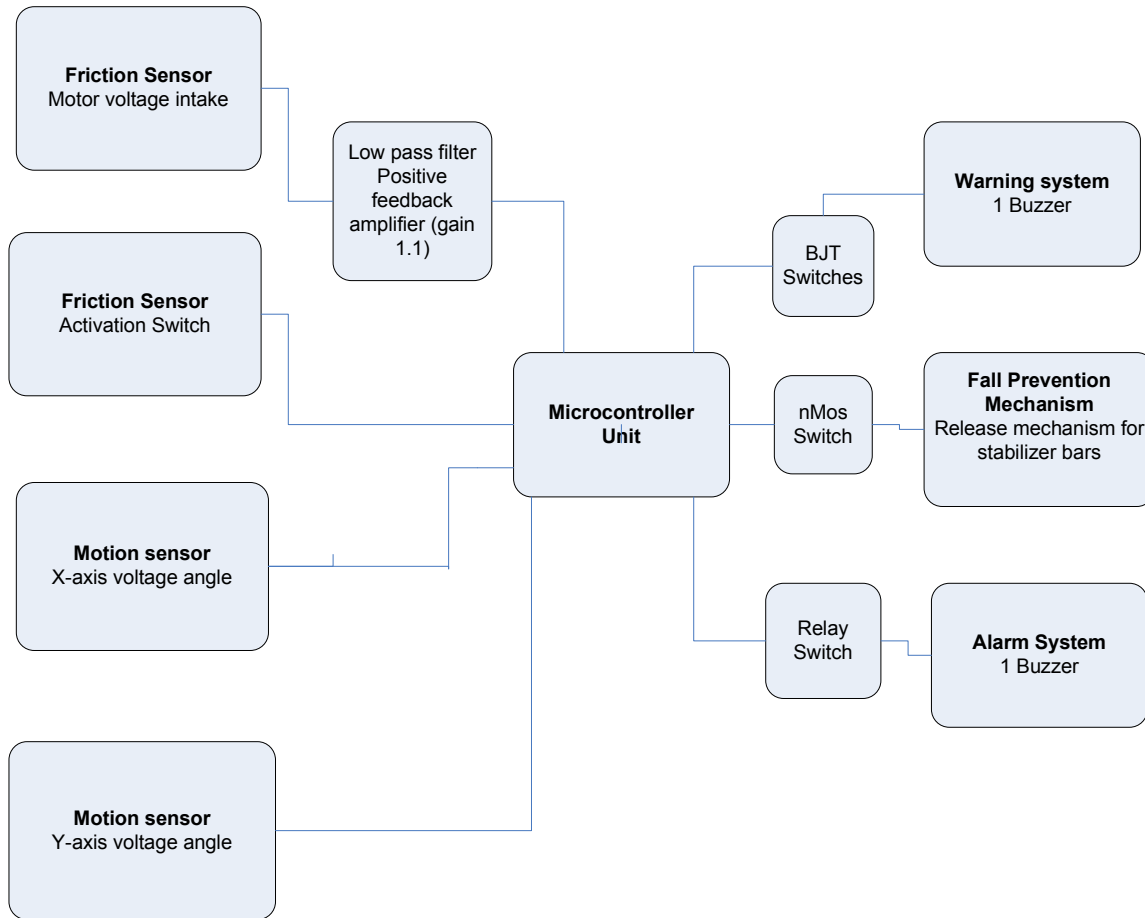 Friction Sensor
Motor voltage intake
Low pass filter
Positive
feedback
amplifier (gain
1.1)
Warning system
1 Buzzer
BJT
Switches
Friction Sensor
Activation Switch
Microcontroller
Unit
nMos
Switch
Fall Prevention
Mechanism
Release mechanism for
stabilizer bars
Motion sensor
X-axis voltage angle
Relay
Switch
Alarm System
1 Buzzer
Motion sensor
Y-axis voltage angle